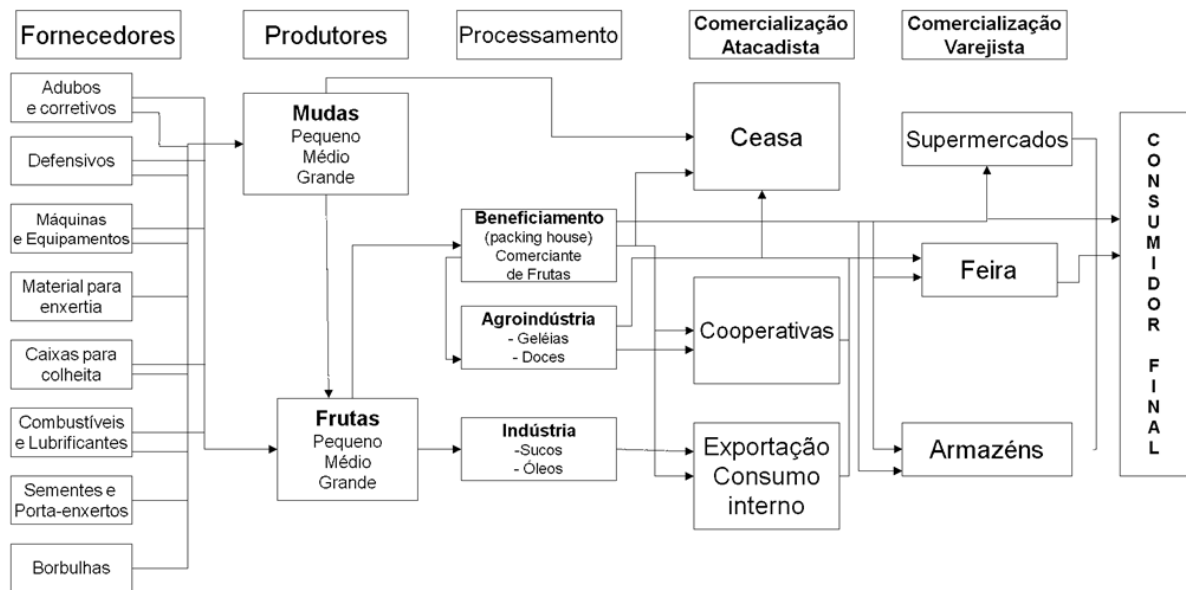 Fornecedores
Produtores
Processamento
Comercialização
Atacadista
Comercialização
Varejista
Adubos
e corretivos
Defensivos
Máquinas
e Equipamentos
Material para
enxertia
Caixas para
colheita
Combustíveis
e Lubrificantes
Sementes e
Porta-enxertos
Borbulhas
Mudas
Pequeno
Médio
Grande
Frutas
Pequeno
Médio
Grande
Beneficiamento
(packing house)
Comerciante
de Frutas
Agroindústria
- Geléias
- Doces
Indústria
-Sucos
- Óleos
Ceasa
Cooperativas
Exportação
Consumo
interno
Supermercados
Feira
Armazéns
CONSUMIDOR FINAL